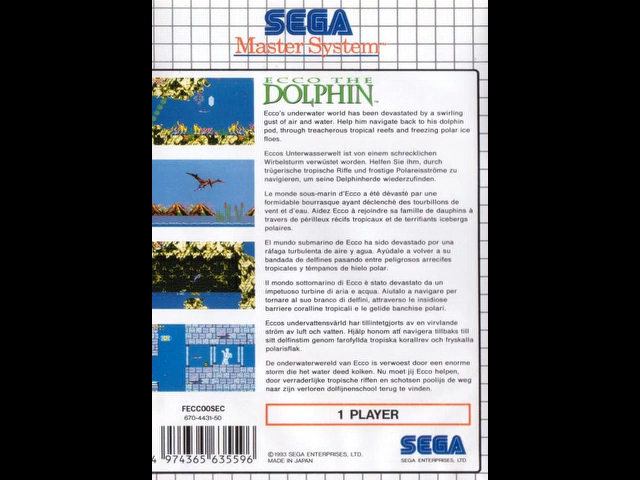 SEGA
Master System™
ECCO THE
DOLPHIN™
Ecco's underwater world has been devastated by a swirling
gust of air and water. Help him navigate back to his dolphin
pod, through treacherous tropical reefs and freezing polar ice
floes.
Eccos Unterwasserwelt ist von einem schrecklichen
Wirbelsturm verwüstet worden. Helfen Sie ihm, durch
trügerische tropische Riffe und frostige Polareisströme zu
navigieren, um seine Delphinherde wiederzufinden.
Le monde sous-marin d'Ecco a été dévasté par une
formidable bourrasque ayant déclenché des tourbillons de
vent et d'eau. Aidez Ecco à rejoindre sa famille de dauphins à
travers de périlleux récifs tropicaux et de terrifiants icebergs
polaires.
El mundo submarino de Ecco ha sido devastado por una
ráfaga turbulenta de aire y agua. Ayúdale a volver a su
bandada de delfines pasando entre peligrosos arrecifes
tropicales y témpanos de hielo polar.
Il mondo sottomarino di Ecco è stato devastato da un
impetuoso turbine di aria e acqua. Aiutalo a navigare per
tornare al suo branco di delfini, attraverso le insidiose
barriere coralline tropicali e le gelide banchise polari.
Eccos undervattensvärld har tillintetgjorts av en virvlande
ström av luft och vatten. Hjälp honom att navigera tillbaks till
sitt delfinstim genom farofyllda tropiska korallrev och fryskalla
polarisflak.
De onderwaterwereld van Ecco is verwoest door een enorme
storm die het water deed kolken. Nu moet jij Ecco helpen,
door verraderlijke tropische riffen en schotsen poolijs de weg
naar zijn verloren dolfijnenschool terug te vinden.
FECC00SEC
670-4431-50
1 PLAYER
4 974365 635596
©1993 SEGA ENTERPRISES, LTD.
MADE IN JAPAN
SEGA
SEGA ENTERPRISES, LTD.